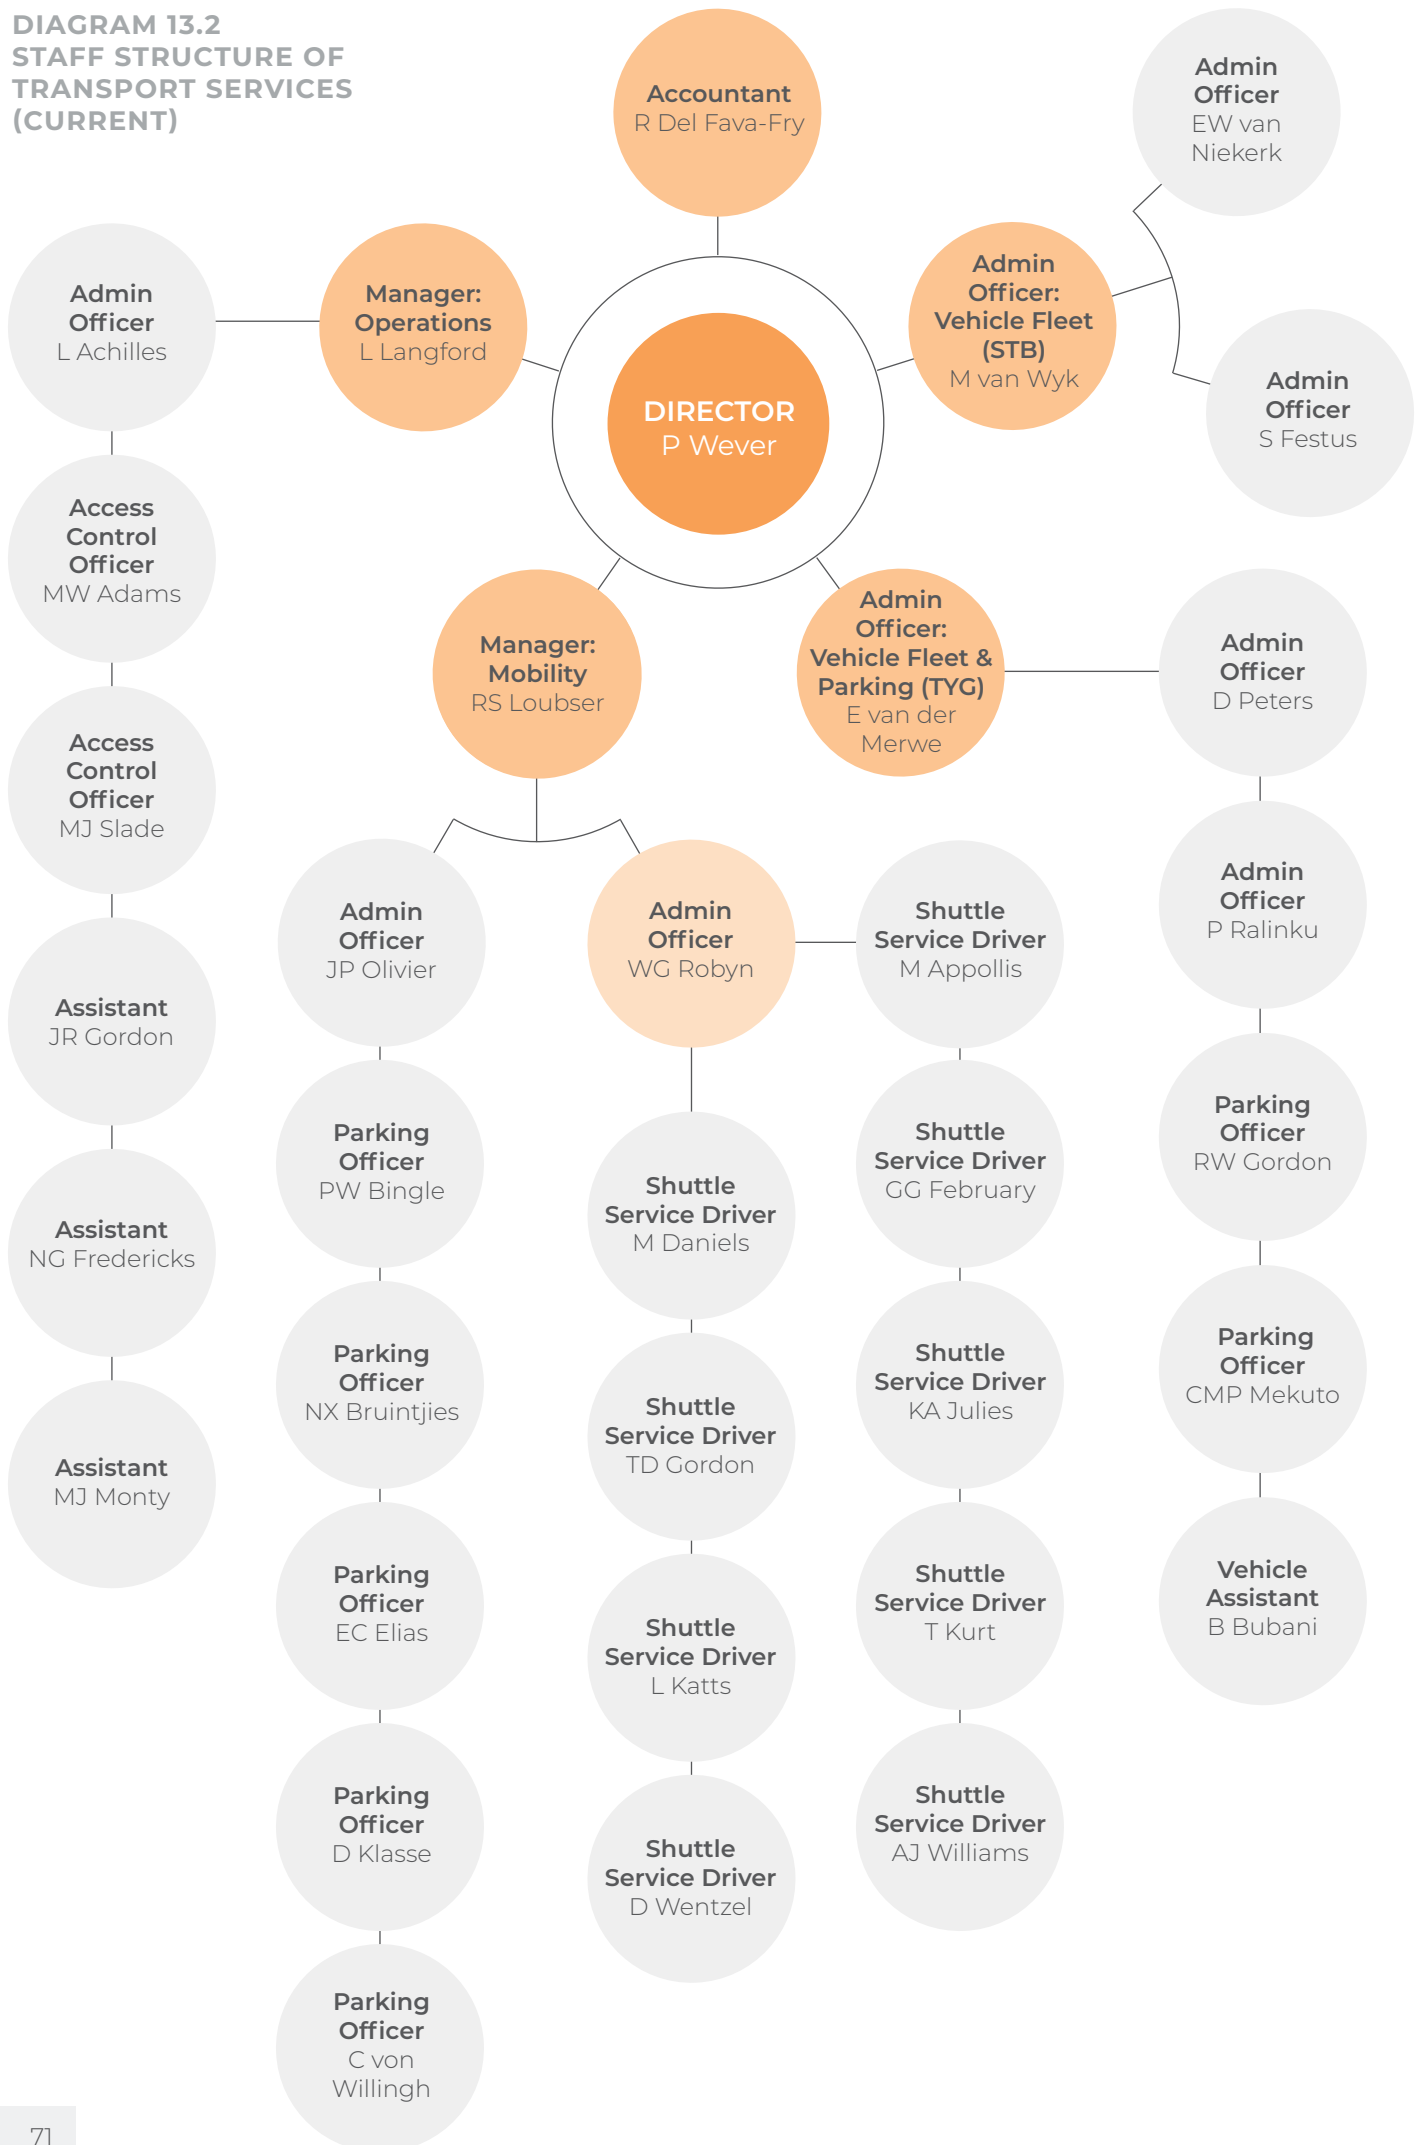 DIAGRAM 13.2
STAFF STRUCTURE OF
TRANSPORT SERVICES
(CURRENT)
Accountant
R Del Fava-Fry
Admin
Officer
EW van
Niekerk
Admin
Officer
L Achilles
Manager:
Operations
L Langford
DIRECTOR
P Wever
Admin
Officer:
Vehicle Fleet
(STB)
M van Wyk
Admin
Officer
S Festus
Access
Control
Officer
MW Adams
Access
Control
Officer
MJ Slade
Assistant
JR Gordon
Assistant
NG Fredericks
Assistant
MJ Monty
Manager:
Mobility
RS Loubser
Admin
Officer:
Vehicle Fleet &
Parking (TYG)
E van der
Merwe
Admin
Officer
D Peters
Admin
Officer
JP Olivier
Parking
Officer
PW Bingle
Parking
Officer
NX Bruintjies
Parking
Officer
EC Elias
Parking
Officer
D Klasse
Parking
Officer
C von
Willingh
Admin
Officer
WG Robyn
Shuttle
Service Driver
M Daniels
Shuttle
Service Driver
TD Gordon
Shuttle
Service Driver
L Katts
Shuttle
Service Driver
D Wentzel
Shuttle
Service Driver
M Appollis
Shuttle
Service Driver
GG February
Shuttle
Service Driver
KA Julies
Shuttle
Service Driver
T Kurt
Shuttle
Service Driver
AJ Williams
Admin
Officer
P Ralinku
Parking
Officer
RW Gordon
Parking
Officer
CMP Mekuto
Vehicle
Assistant
B Bubani
71